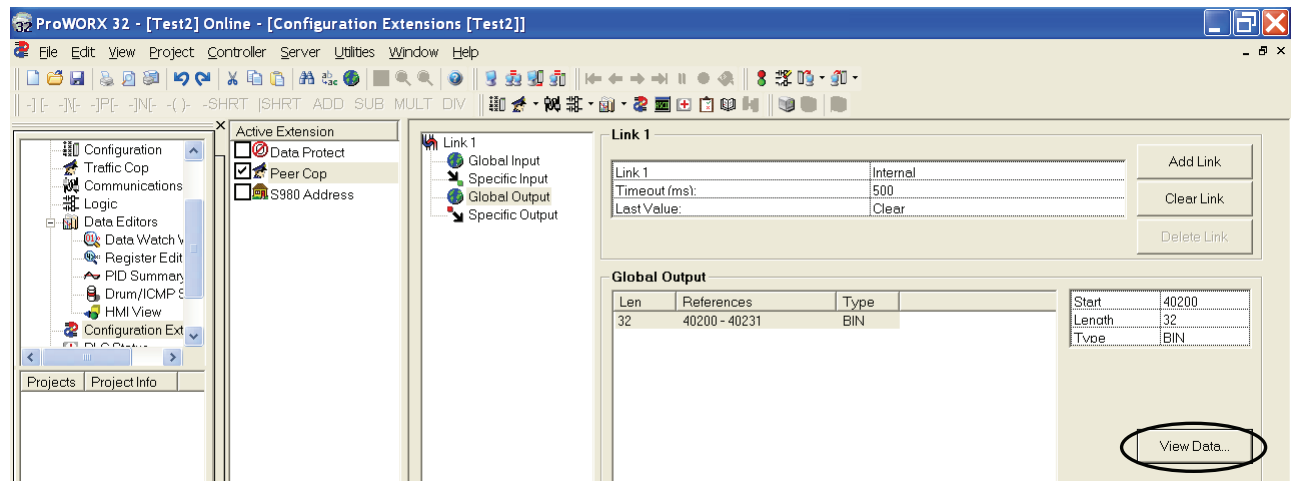 ProWORX 32 - [Test2] Online - [Configuration Extensions [Test2]]
File Edit View Project Controller Server Utilities Window Help
-] [- -]\[- -]P[- -]N[- -( )- -SHRT |SHRT ADD SUB MULT DIV
Configuration
Traffic Cop
Communications
Logic
Data Editors
Data Watch
Register Edit
PID Summary
Drum/ICMP
HMI View
Configuration Ext
Projects Project Info
Active Extension
Data Protect
Peer Cop
S980 Address
Link 1
Global Input
Specific Input
Global Output
Specific Output
Link 1
Link 1 Internal
Timeout (ms): 500
Last Value: Clear
Add Link
Clear Link
Delete Link
Global Output
Len References Type
32 40200 - 40231 BIN
Start 40200
Length 32
Type BIN
View Data...